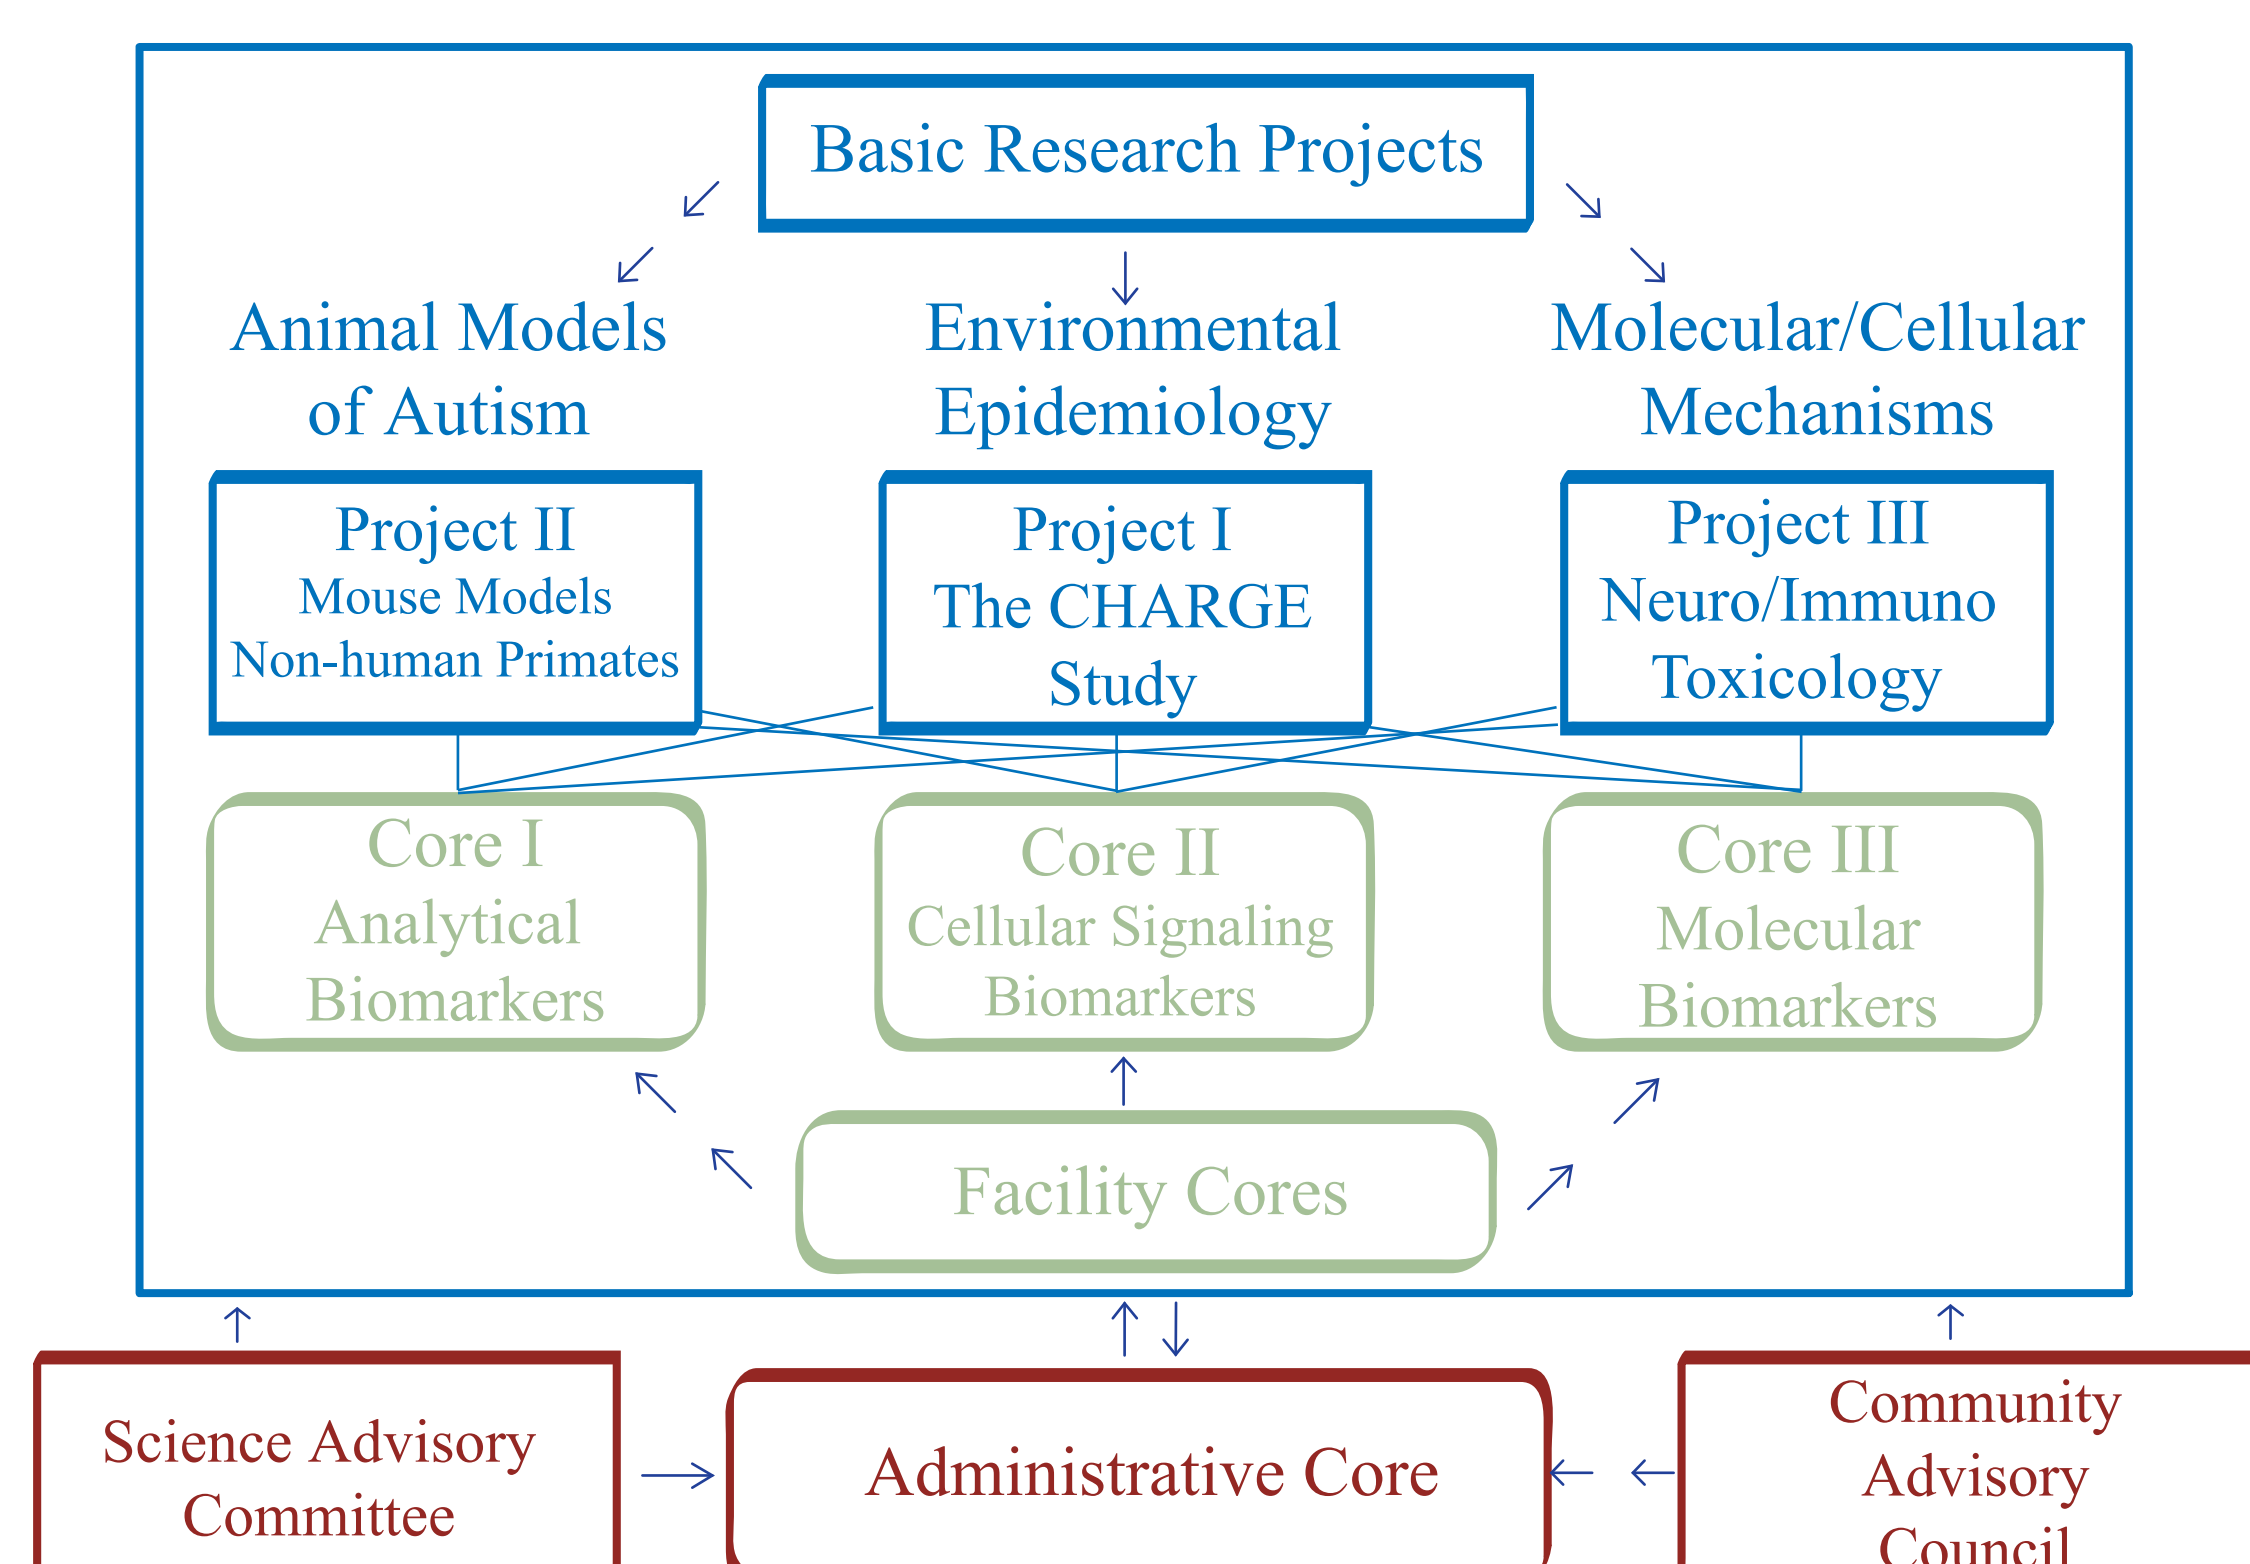 Basic Research Projects
Animal Models
of Autism
Environmental
Epidemiology
Molecular/Cellular
Mechanisms
Project II
Mouse Models
Non-human Primates
Project I
The CHARGE
Study
Project III
Neuro/Immuno
Toxicology
Core I
Analytical
Biomarkers
Core II
Cellular Signaling
Biomarkers
Core III
Molecular
Biomarkers
Facility Cores
Science Advisory
Committee
Administrative Core
Community
Advisory
Council